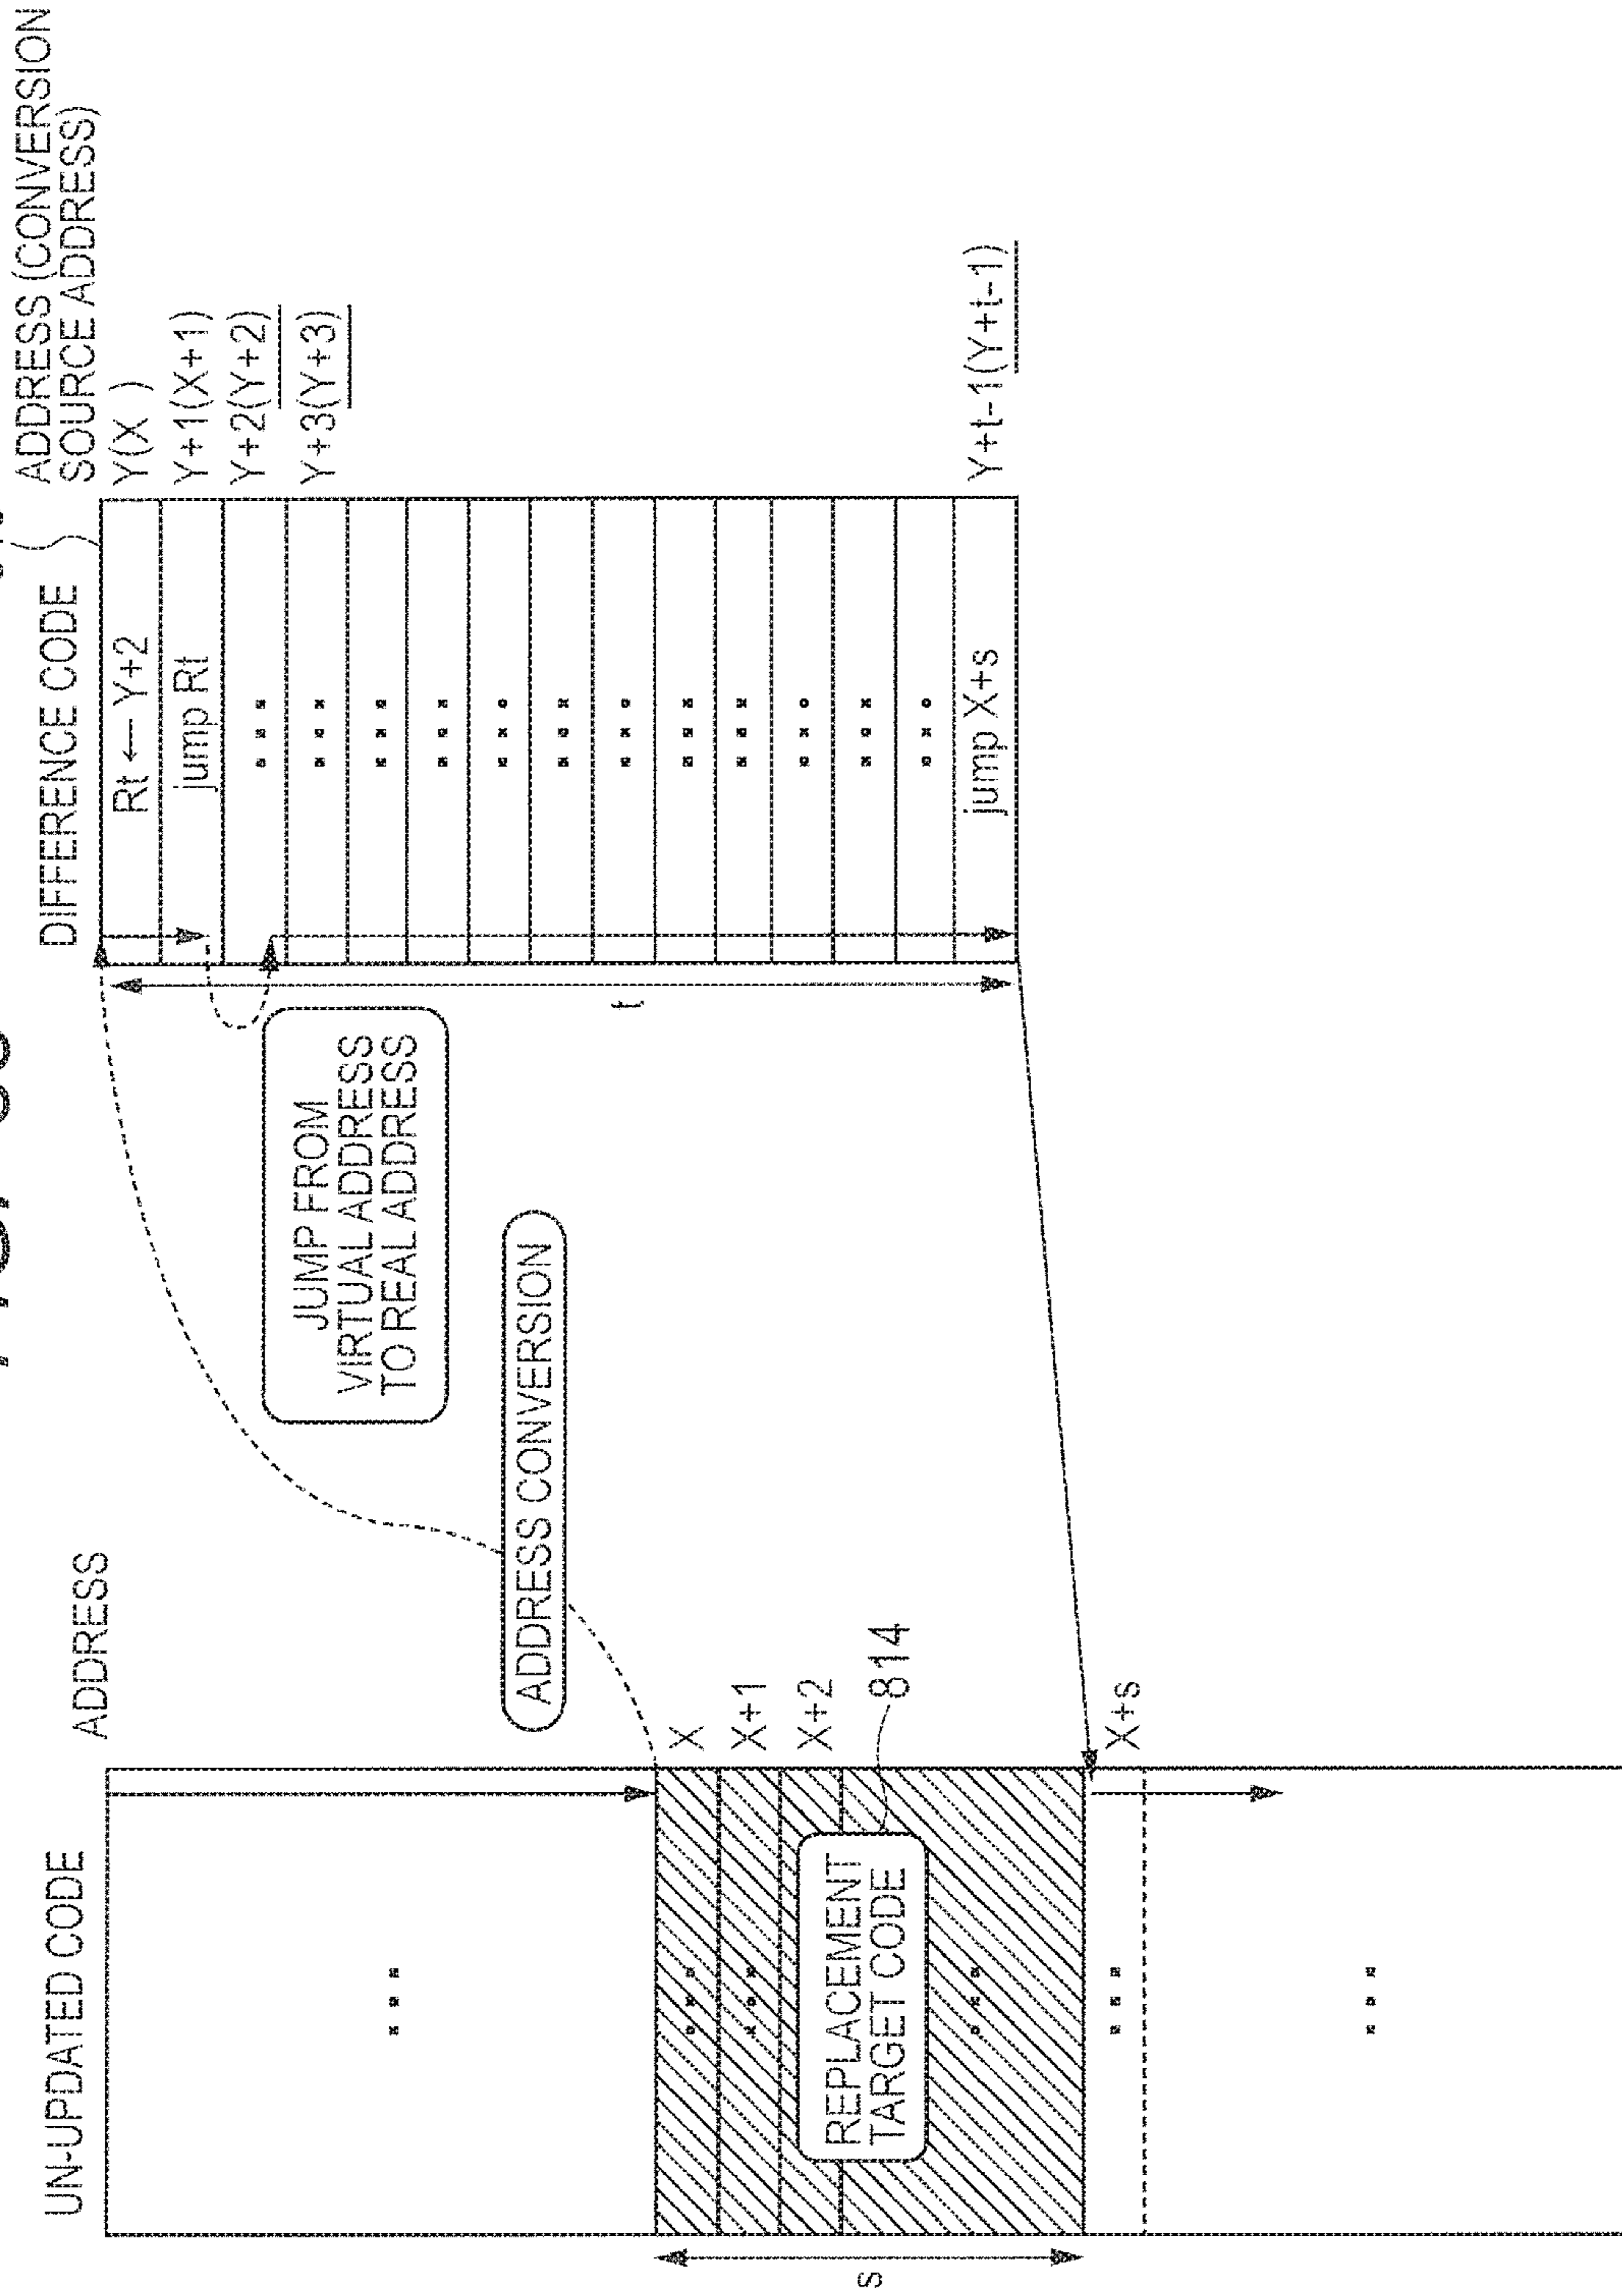 UN-UPDATED CODE
ADDRESS
X
X+1
X+2
814
REPLACEMENT
TARGET CODE
X+s
s
ADDRESS CONVERSION
JUMP FROM
VIRTUAL ADDRESS
TO REAL ADDRESS
t
DIFFERENCE CODE
ADDRESS (CONVERSION
SOURCE ADDRESS)
Rt ← Y+2
Y(X )
jump Rt
Y+1(X+1)
Y+2(Y+2)
Y+3(Y+3)
jump X+s
Y+t-1(Y+t-1)